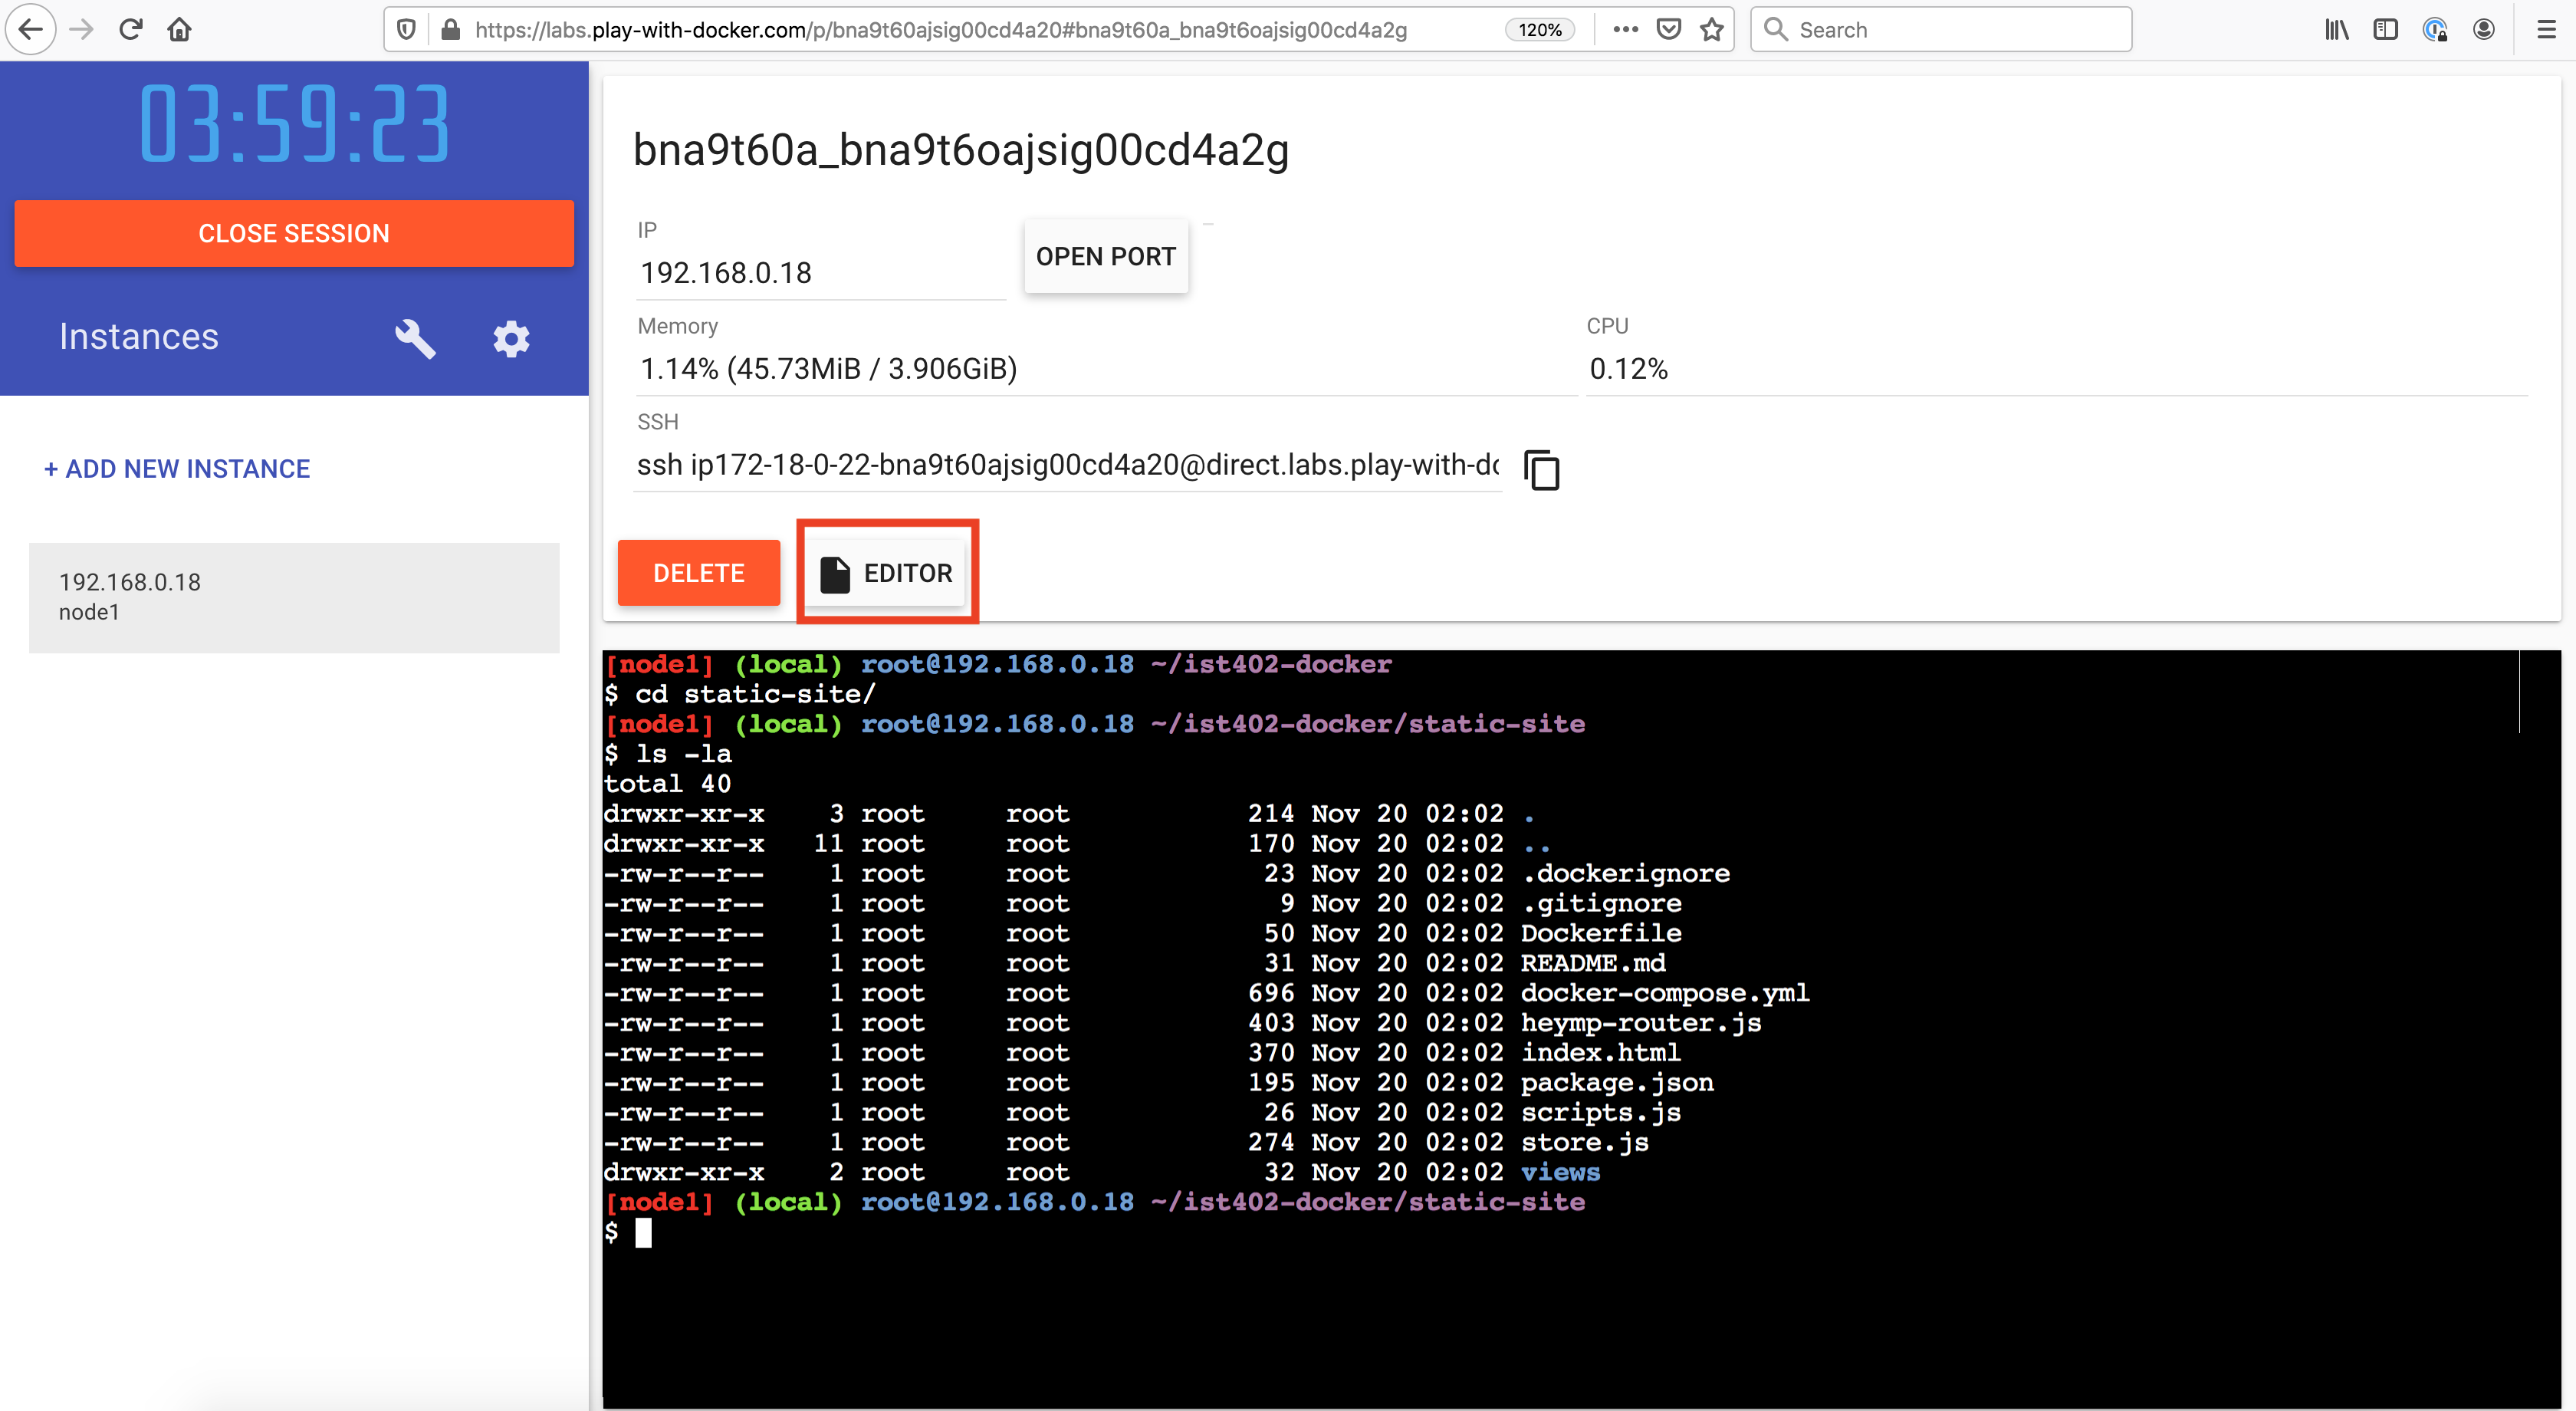 https://labs.play-with-docker.com/p/bna9t60ajsig00cd4a20#bna9t60a_bna9t6oajsig00cd4a2g
120%
Search
03:59:23
CLOSE SESSION
Instances
+ ADD NEW INSTANCE
192.168.0.18
node1
bna9t60a_bna9t6oajsig00cd4a2g
IP
192.168.0.18
OPEN PORT
Memory
1.14% (45.73MiB / 3.906GiB)
CPU
0.12%
SSH
ssh ip172-18-0-22-bna9t60ajsig00cd4a20@direct.labs.play-with-do
DELETE
EDITOR
[node1] (local) root@192.168.0.18 ~/ist402-docker
$ cd static-site/
[node1] (local) root@192.168.0.18 ~/ist402-docker/static-site
$ ls -la
total 40
drwxr-xr-x 3 root root 214 Nov 20 02:02 .
drwxr-xr-x 11 root root 170 Nov 20 02:02 ..
-rw-r--r-- 1 root root 23 Nov 20 02:02 .dockerignore
-rw-r--r-- 1 root root 9 Nov 20 02:02 .gitignore
-rw-r--r-- 1 root root 50 Nov 20 02:02 Dockerfile
-rw-r--r-- 1 root root 31 Nov 20 02:02 README.md
-rw-r--r-- 1 root root 696 Nov 20 02:02 docker-compose.yml
-rw-r--r-- 1 root root 403 Nov 20 02:02 heymp-router.js
-rw-r--r-- 1 root root 370 Nov 20 02:02 index.html
-rw-r--r-- 1 root root 195 Nov 20 02:02 package.json
-rw-r--r-- 1 root root 26 Nov 20 02:02 scripts.js
-rw-r--r-- 1 root root 274 Nov 20 02:02 store.js
drwxr-xr-x 2 root root 32 Nov 20 02:02 views
[node1] (local) root@192.168.0.18 ~/ist402-docker/static-site
$